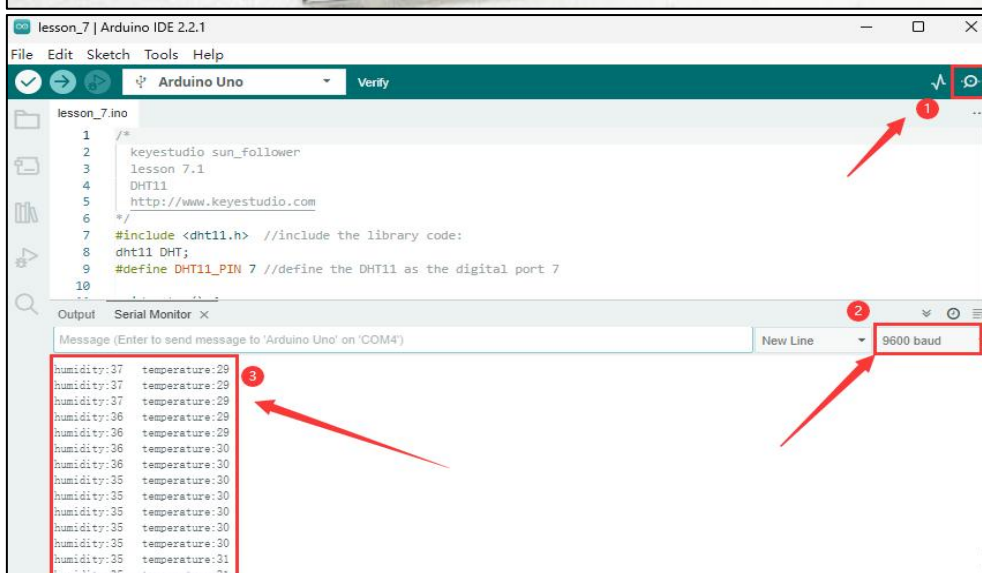 lesson_7 | Arduino IDE 2.2.1
File Edit Sketch Tools Help
Arduino Uno
Verify
1
lesson_7.ino
1 /*
2 keyestudio sun_follower
3 lesson 7.1
4 DHT11
5 http://www.keyestudio.com
6 */
7 #include <dht11.h> //include the library code:
8 dht11 DHT;
9 #define DHT11_PIN 7 //define the DHT11 as the digital port 7
10
2
Output Serial Monitor ×
Message (Enter to send message to 'Arduino Uno' on 'COM4') New Line 9600 baud
humidity:37 temperature:29
3
humidity:37 temperature:29
humidity:37 temperature:29
humidity:36 temperature:29
humidity:36 temperature:29
humidity:36 temperature:30
humidity:36 temperature:30
humidity:35 temperature:30
humidity:35 temperature:30
humidity:35 temperature:30
humidity:35 temperature:30
humidity:35 temperature:30
humidity:35 temperature:31